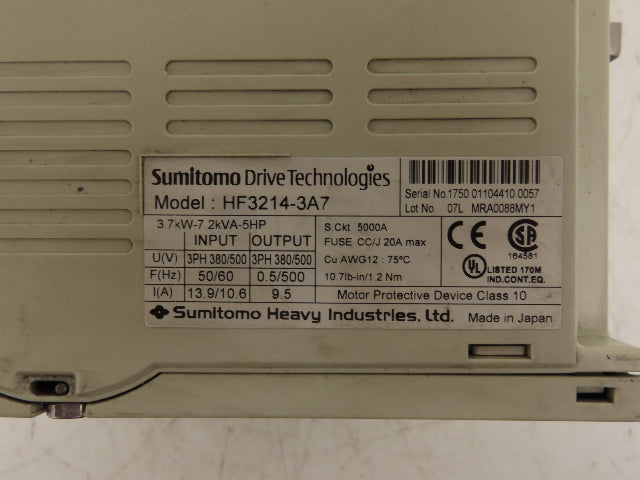 Sumitomo Drive Technologies
Model : HF3214-3A7
Serial No.1750 01104410 0057
Lot No 07L MRA0088MY1
3.7kW-7.2kVA-5HP
INPUT OUTPUT
U(V) 3PH 380/500 3PH 380/500
F(Hz) 50/60 0.5/500
I(A) 13.9/10.6 9.5
S.Ckt 5000A
FUSE CC/J 20A max
Cu AWG12 : 75ºC
10.7lb-in/1.2 Nm
Motor Protective Device Class 10
CE SA
164581
UL LISTED 170M
IND.CONT.EQ.
Sumitomo Heavy Industries, Ltd. Made in Japan